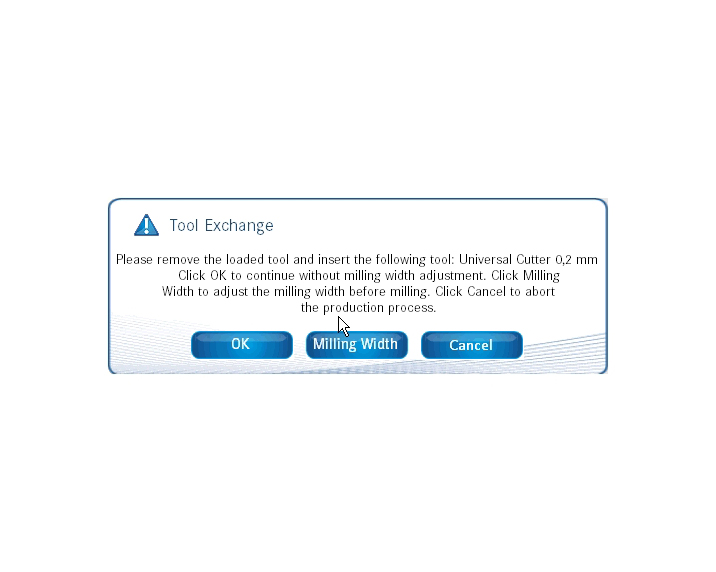 Tool Exchange
Please remove the loaded tool and insert the following tool: Universal Cutter 0,2 mm
Click OK to continue without milling width adjustment. Click Milling
Width to adjust the milling width before milling. Click Cancel to abort
the production process.
OK Milling Width Cancel